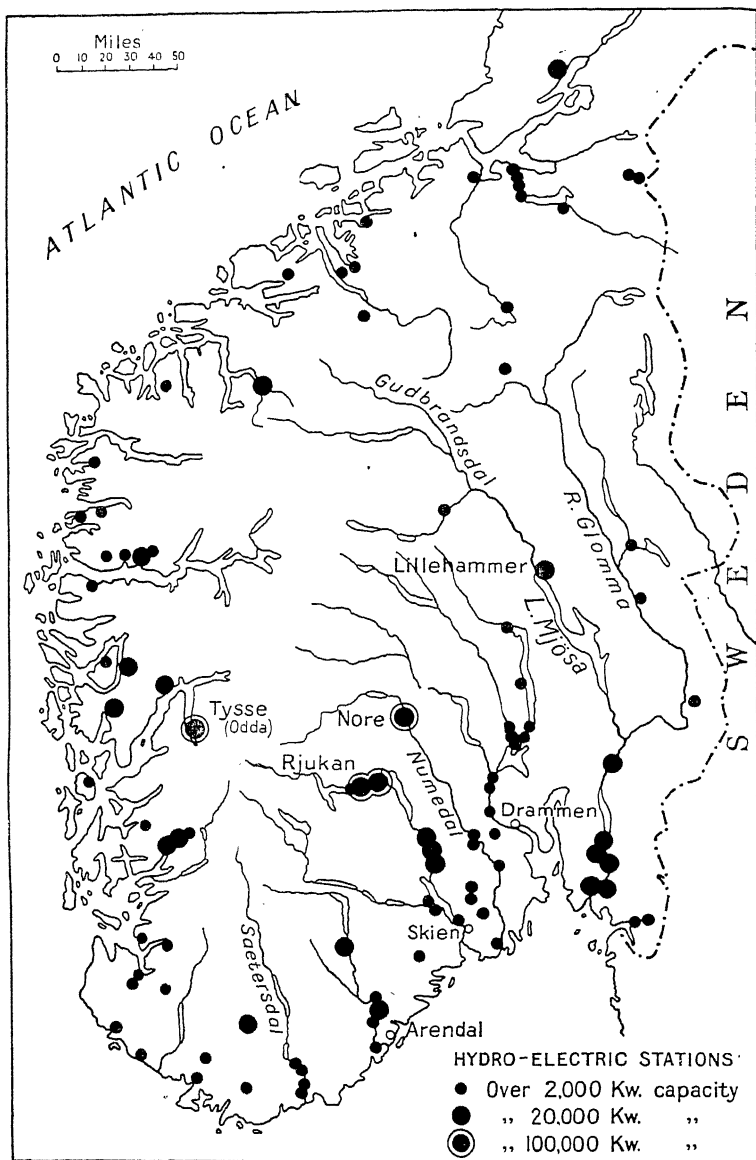 Miles
0 10 20 30 40 50
ATLANTIC OCEAN
SWEDEN
Gudbrandsdal
R. Glomma
Lillehammer
L. Mjösa
Tysse
(Odda)
Nore
Rjukan
Numedal
Drammen
Skien
Saetersdal
Arendal
HYDRO-ELECTRIC STATIONS
Over 2,000 Kw. capacity
„ 20,000 Kw. „
„ 100,000 Kw. „